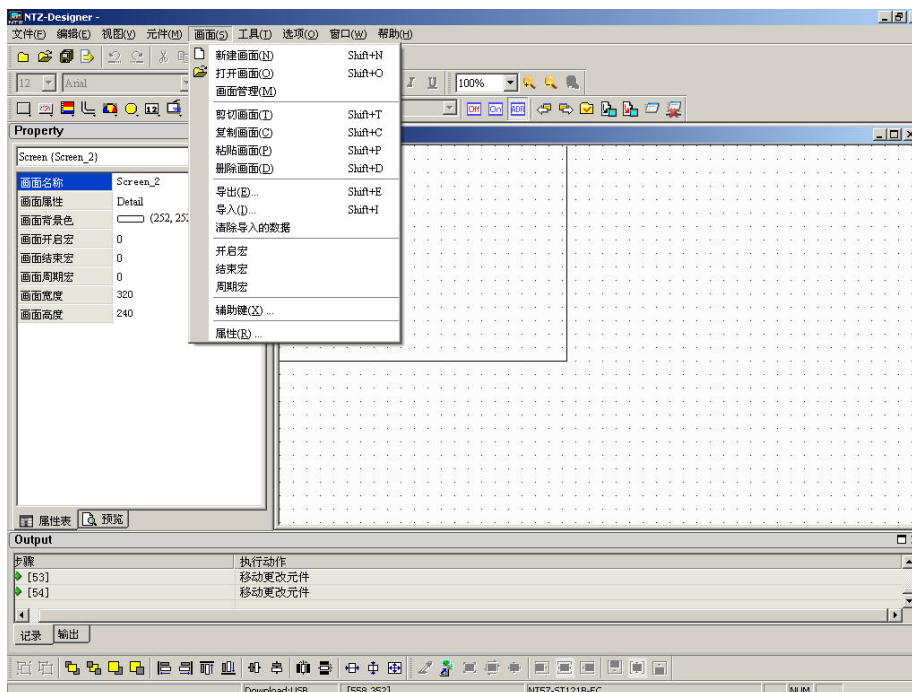 NTZ-Designer -
文件(F) 编辑(E) 视图(V) 元件(M) 画面(S) 工具(T) 选项(O) 窗口(W) 帮助(H)
新建画面(N) Shift+N
打开画面(O) Shift+O
画面管理(M)
剪切画面(T) Shift+T
复制画面(C) Shift+C
粘贴画面(P) Shift+P
册除画面(D) Shift+D
导出(E)... Shift+E
导入(I)... Shift+I
清除导入的数据
开启宏
结束宏
周期宏
辅助键(X) ...
属性(R) ...
12 Arial I U 100%
12 Off On ADR
Property
Screen {Screen_2}
画面名称 Screen_2
画面属性 Detail
画面背景色 (252, 252
画面开启宏 0
画面结束宏 0
画面周期宏 0
画面宽度 320
画面高度 240
属性表 预览
Output
步骤 执行动作
[53] 移动更改元件
[54] 移动更改元件
记录 输出
Download:USB [558,352] NT5Z-ST121B-EC NUM